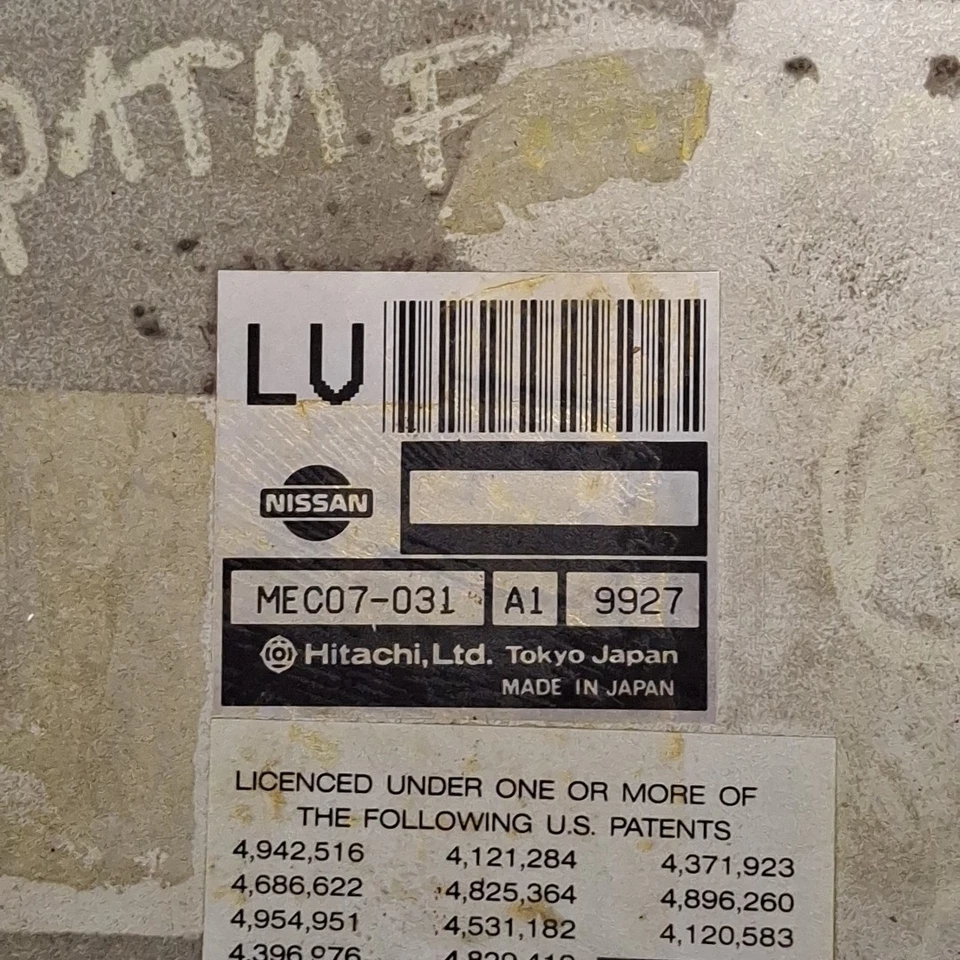 LV
NISSAN
MEC07-031 A1 9927
Hitachi, Ltd. Tokyo Japan
MADE IN JAPAN
LICENCED UNDER ONE OR MORE OF
THE FOLLOWING U.S. PATENTS
4,942,516 4,121,284 4,371,923
4,686,622 4,825,364 4,896,260
4,954,951 4,531,182 4,120,583